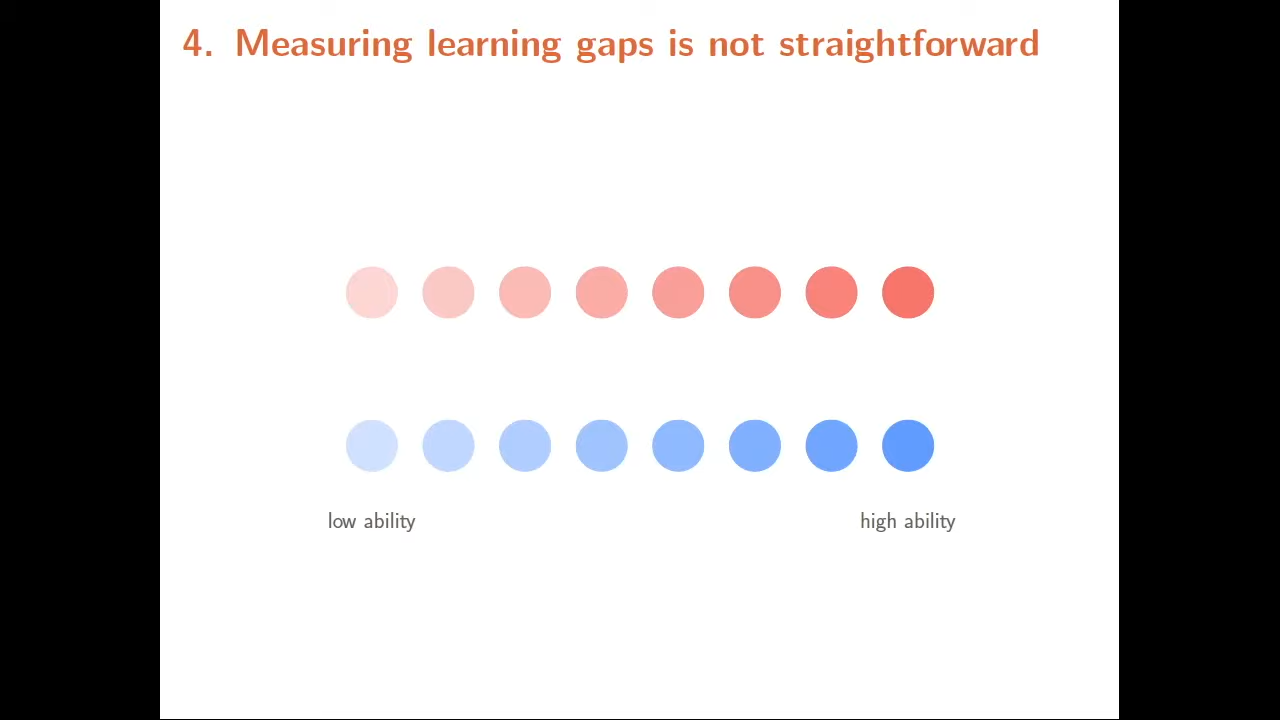 4. Measuring learning gaps is not straightforward
low ability
high ability